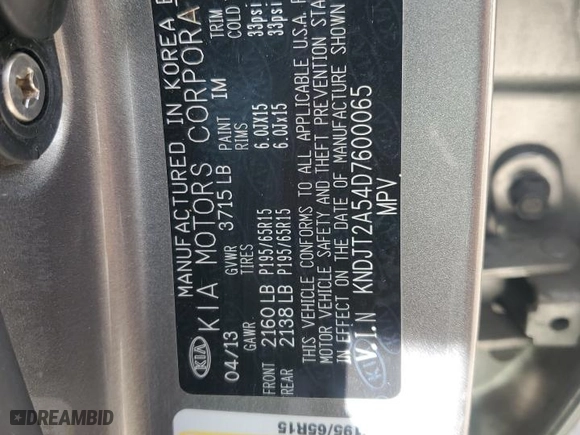 MANUFACTURED IN KOREA
KIA MOTORS CORPORA
04/13 GVWR 3715 LB PAINT IM TRIM
GAWR TIRES RIMS COLD
FRONT 2160 LB P195/65R15 6.0JX15 33psi
REAR 2138 LB P195/65R15 6.0JX15 33psi
THIS VEHICLE CONFORMS TO ALL APPLICABLE U.S.A.
MOTOR VEHICLE SAFETY AND THEFT PREVENTION STA
IN EFFECT ON THE DATE OF MANUFACTURE SHOWN
V.I.N KNDJT2A54D7600065
MPV
KIA
195/65R15
DREAMBID